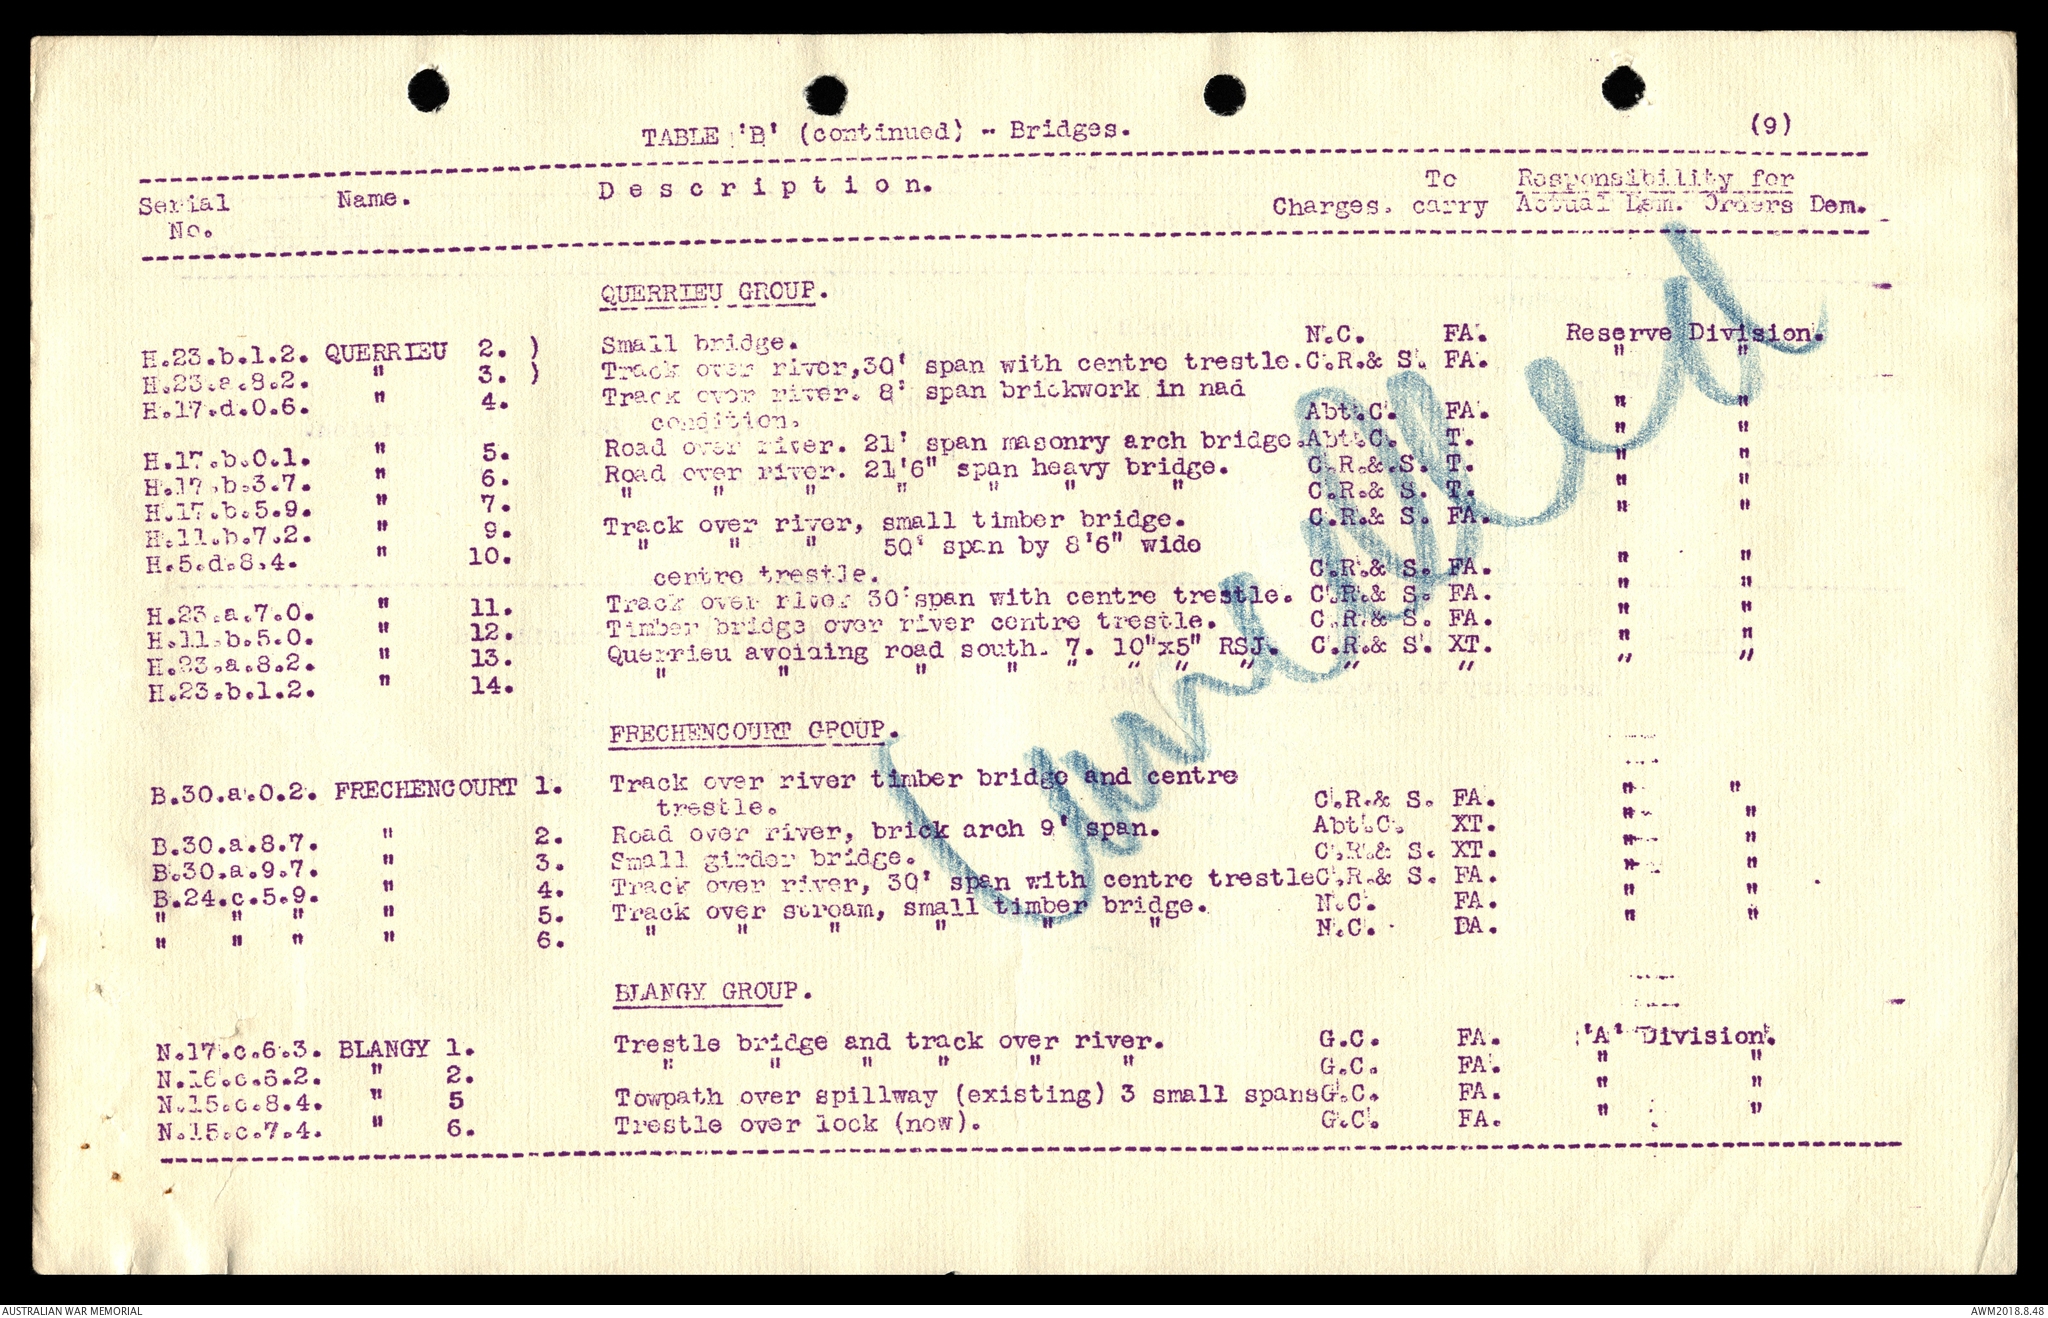 TABLE 'B' (continued) - Bridges. (9)
Serial No. Name. Description. Charges. To carry Responsibility for Actual Dem. Orders Dem.
QUERRIEU GROUP.
H.23.b.1.2. QUERRIEU 2. ) Small bridge. N.C. FA. Reserve Division.
H.23.a.8.2. " 3. ) Track over river, 30' span with centre trestle. C.R.& S. FA. " "
H.17.d.0.6. " 4. Track over river. 8' span brickwork in nad
condition. Abt.C. FA. " "
H.17.b.0.1. " 5. Road over river. 21' span masonry arch bridge. Abt.C. T. " "
H.17.b.3.7. " 6. Road over river. 21'6" span heavy bridge. C.R.& S. T. " "
H.17.b.5.9. " 7. " " " " " " " C.R.& S. T. " "
H.11.b.7.2. " 9. Track over river, small timber bridge. C.R.& S. FA. " "
H.5.d.8.4. " 10. " " " 50' span by 8'6" wide
centre trestle. C.R.& S. FA. " "
H.23.a.7.0. " 11. Track over river 30' span with centre trestle. C.R.& S. FA. " "
H.11.b.5.0. " 12. Timber bridge over river centre trestle. C.R.& S. FA. " "
H.23.a.8.2. " 13. Querrieu avoiding road south. 7. 10"x5" RSJ. C.R.& S. XT. " "
H.23.b.1.2. " 14. " " " " " " " " " " " "
FRECHENCOURT GROUP.
B.30.a.0.2. FRECHENCOURT 1. Track over river timber bridge and centre
trestle. C.R.& S. FA. " "
B.30.a.8.7. " 2. Road over river, brick arch 9' span. Abt.C. XT. " "
B.30.a.9.7. " 3. Small girder bridge. C.R.& S. XT. " "
B.24.c.5.9. " 4. Track over river, 30' span with centre trestle C.R.& S. FA. " "
" " " " 5. Track over stream, small timber bridge. N.C. FA. " "
" " " " 6. " " " " " " N.C. DA. " "
BLANGY GROUP.
N.17.c.6.3. BLANGY 1. Trestle bridge and track over river. G.C. FA. 'A' Division.
N.16.c.6.2. " 2. " " " " " " G.C. FA. " "
N.15.c.8.4. " 5 Towpath over spillway (existing) 3 small spans G.C. FA. " "
N.15.c.7.4. " 6. Trestle over lock (now). G.C. FA. " "
Cancelled
AUSTRALIAN WAR MEMORIAL AWM2018.8.48